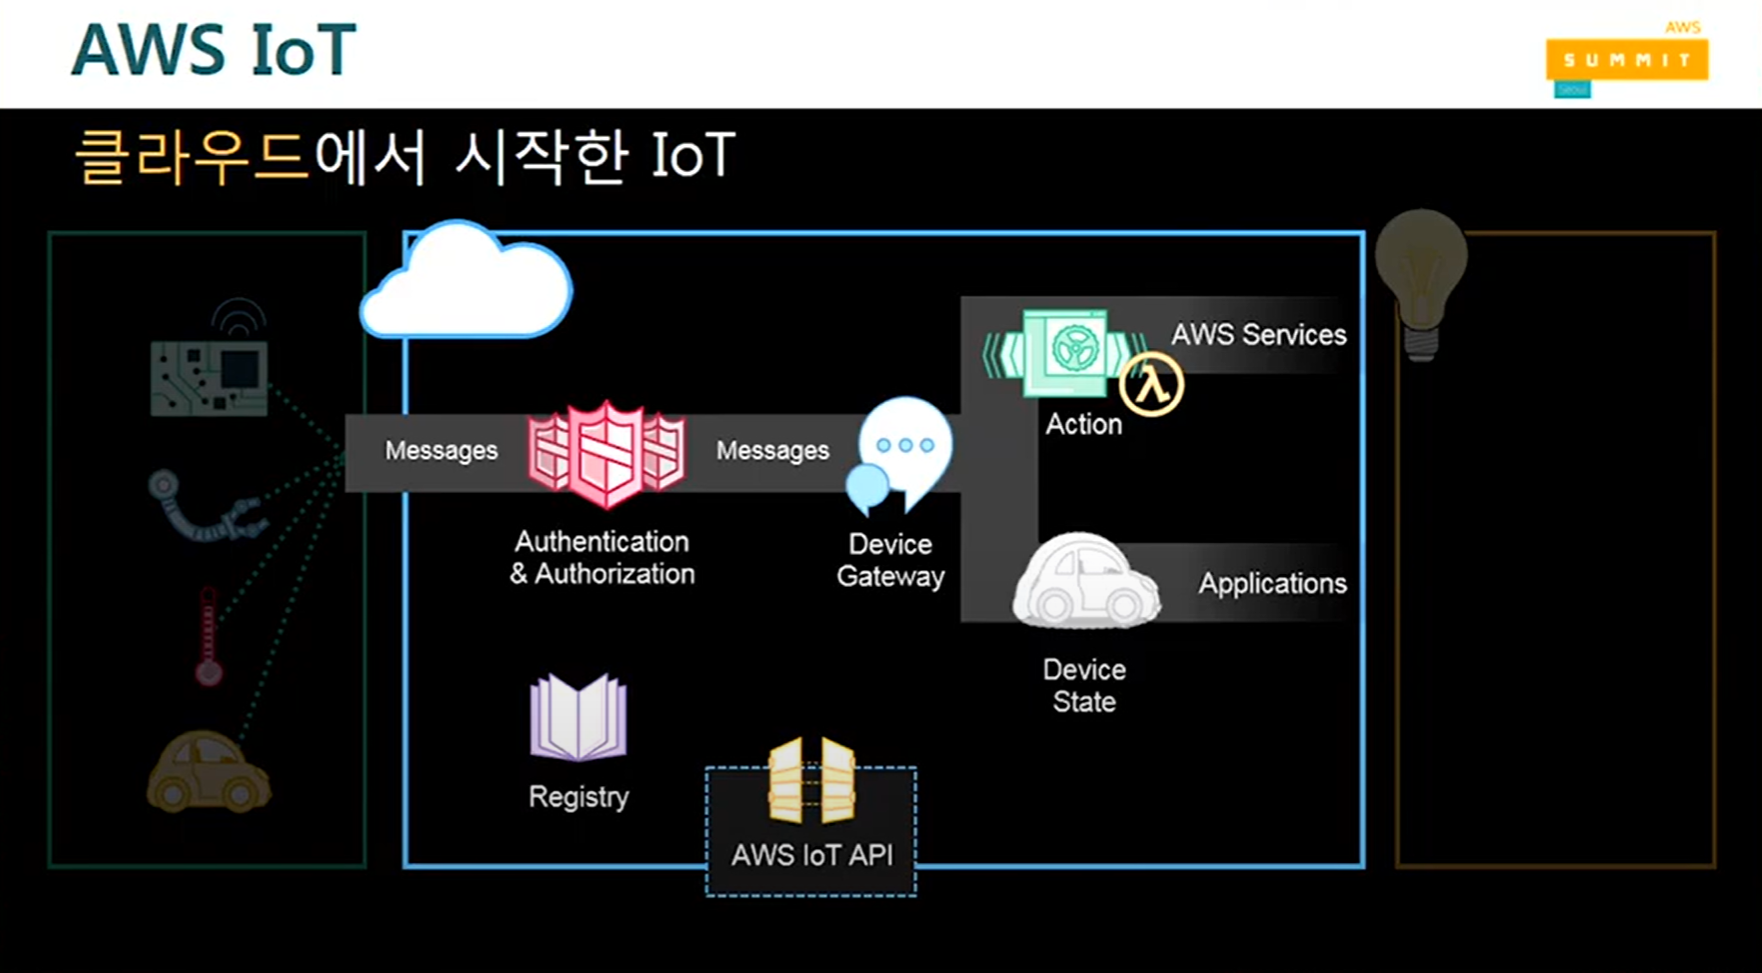 AWS IoT
AWS
SUMMIT
Seoul
클라우드에서 시작한 IoT
AWS Services
Action
Messages
Messages
Authentication
& Authorization
Device
Gateway
Applications
Device
State
Registry
AWS IoT API